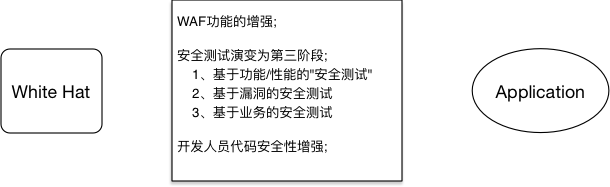 White Hat
WAF功能的增强;
安全测试演变为第三阶段;
1、基于功能/性能的"安全测试"
2、基于漏洞的安全测试
3、基于业务的安全测试
开发人员代码安全性增强;
Application